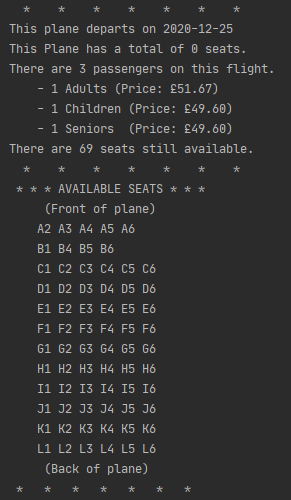 * * * * * * *
This plane departs on 2020-12-25
This Plane has a total of 0 seats.
There are 3 passengers on this flight.
- 1 Adults (Price: £51.67)
- 1 Children (Price: £49.60)
- 1 Seniors (Price: £49.60)
There are 69 seats still available.
* * * * * * *
* * * AVAILABLE SEATS * * *
(Front of plane)
A2 A3 A4 A5 A6
B1 B4 B5 B6
C1 C2 C3 C4 C5 C6
D1 D2 D3 D4 D5 D6
E1 E2 E3 E4 E5 E6
F1 F2 F3 F4 F5 F6
G1 G2 G3 G4 G5 G6
H1 H2 H3 H4 H5 H6
I1 I2 I3 I4 I5 I6
J1 J2 J3 J4 J5 J6
K1 K2 K3 K4 K5 K6
L1 L2 L3 L4 L5 L6
(Back of plane)
* * * * * * *